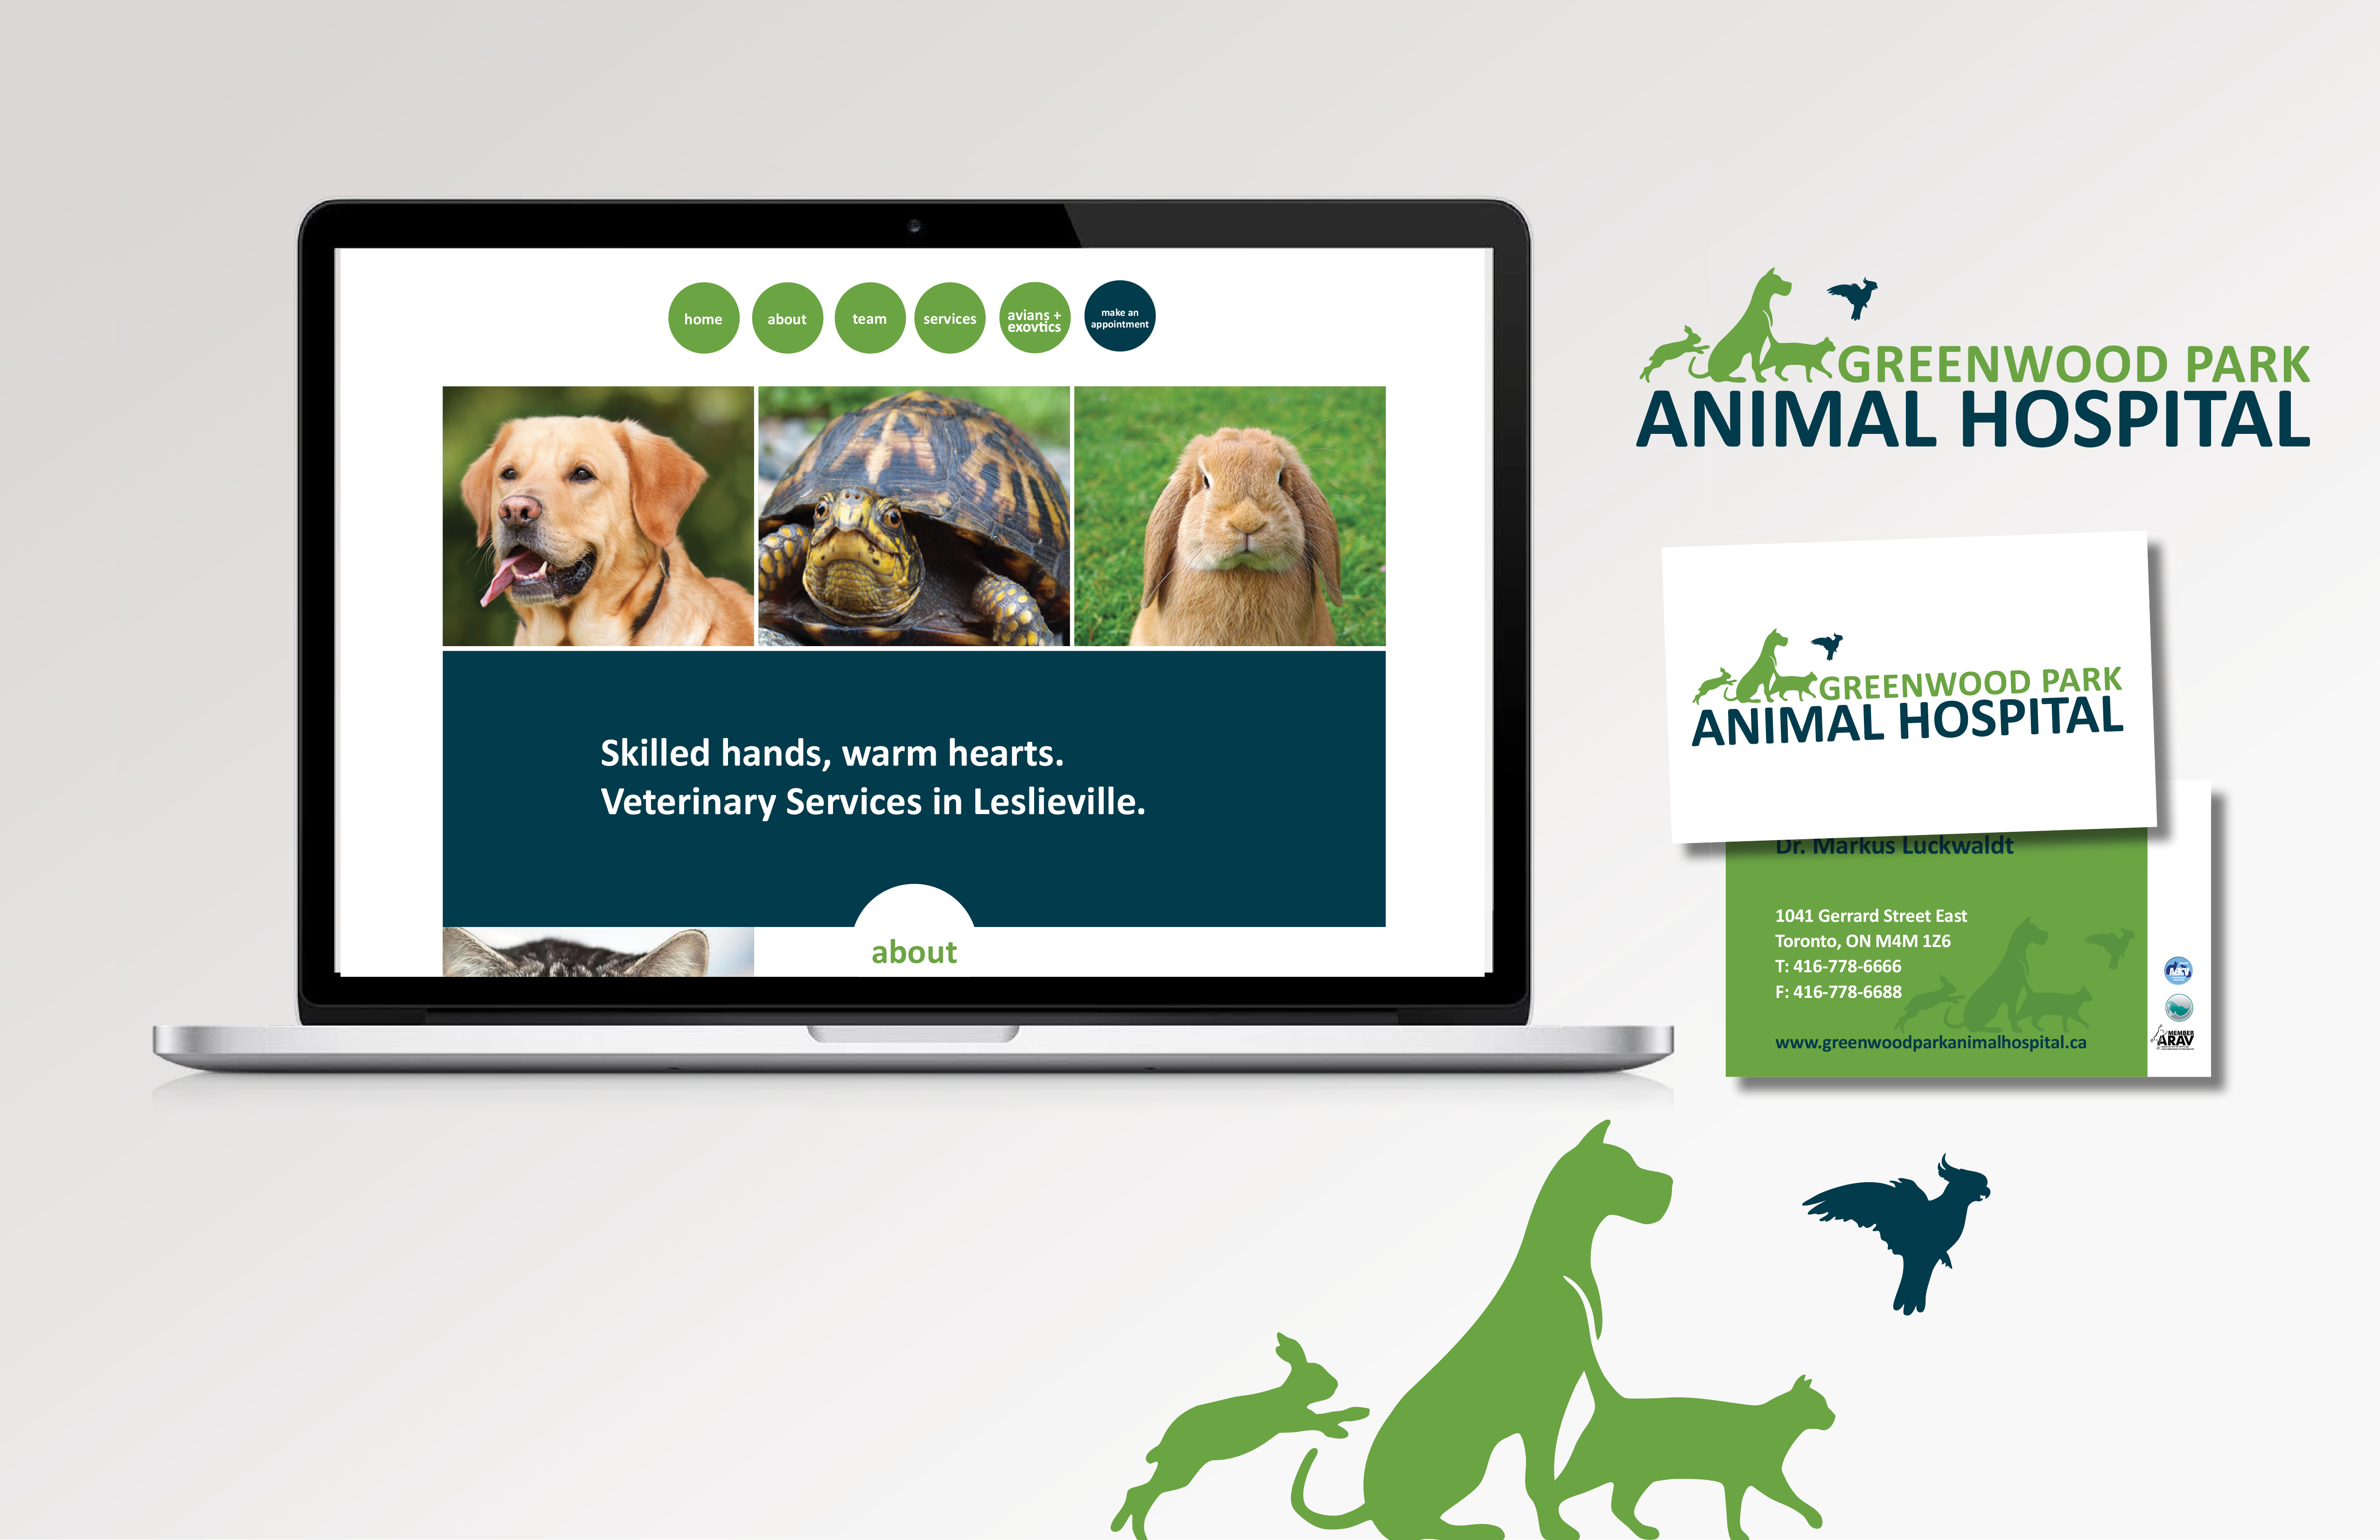 home
about
team
services
avians +
exovtics
make an
appointment
Skilled hands, warm hearts.
Veterinary Services in Leslieville.
about
GREENWOOD PARK
ANIMAL HOSPITAL
GREENWOOD PARK
ANIMAL HOSPITAL
Dr. Markus Luckwaldt
1041 Gerrard Street East
Toronto, ON M4M 1Z6
T: 416-778-6666
F: 416-778-6688
www.greenwoodparkanimalhospital.ca
MEMBER
ARAV